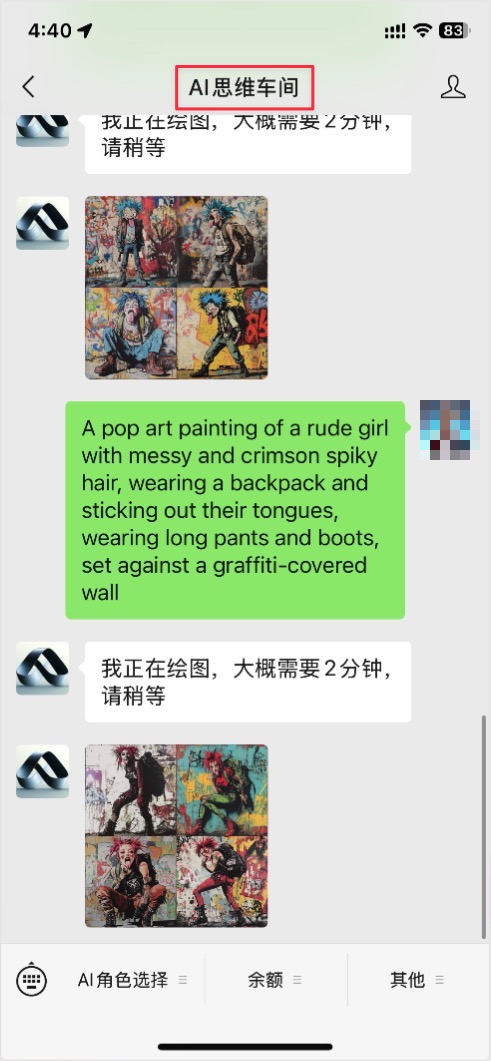 4:40
83
AI思维车间
我正在绘图，大概需要2分钟，
请稍等
A pop art painting of a rude girl
with messy and crimson spiky
hair, wearing a backpack and
sticking out their tongues,
wearing long pants and boots,
set against a graffiti-covered
wall
我正在绘图，大概需要2分钟，
请稍等
AI角色选择
余额
其他